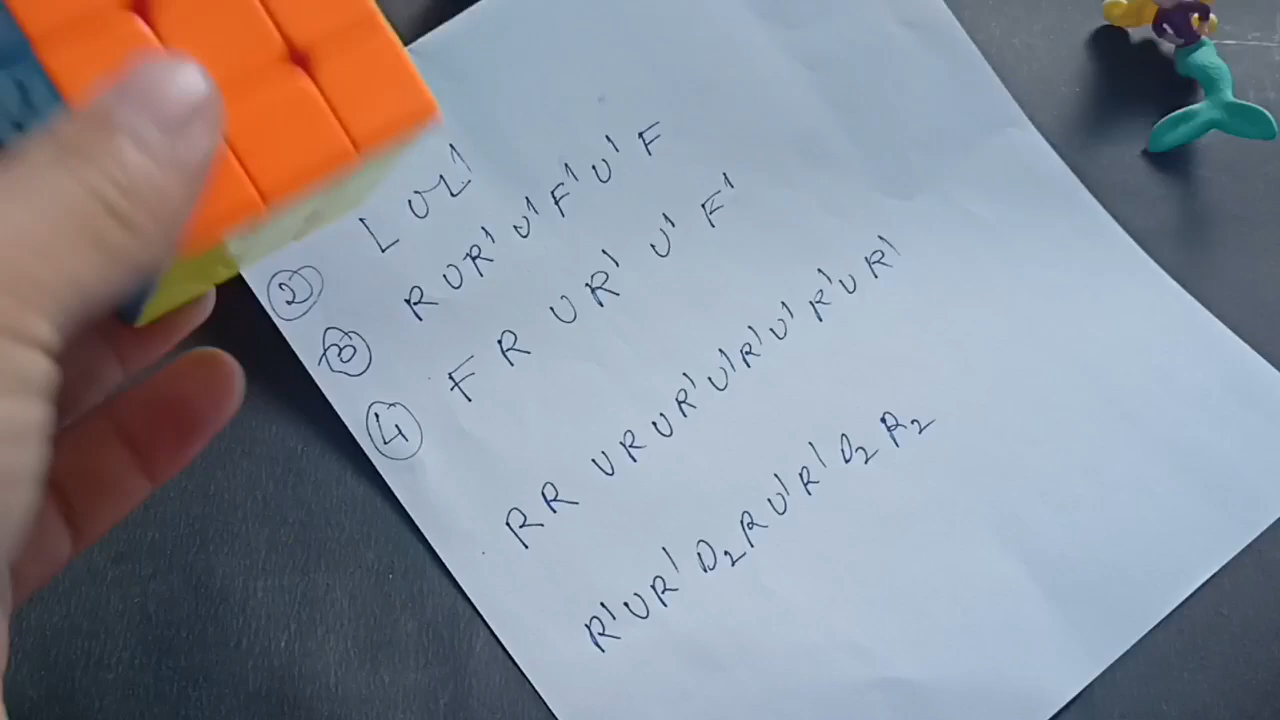 L U L'
② R U R' U' F' U' F
③ F R U R' U' F'
④
R R U R U R' U' R' U' R' U R'
R' U R' D2 R U' R' D2 R2